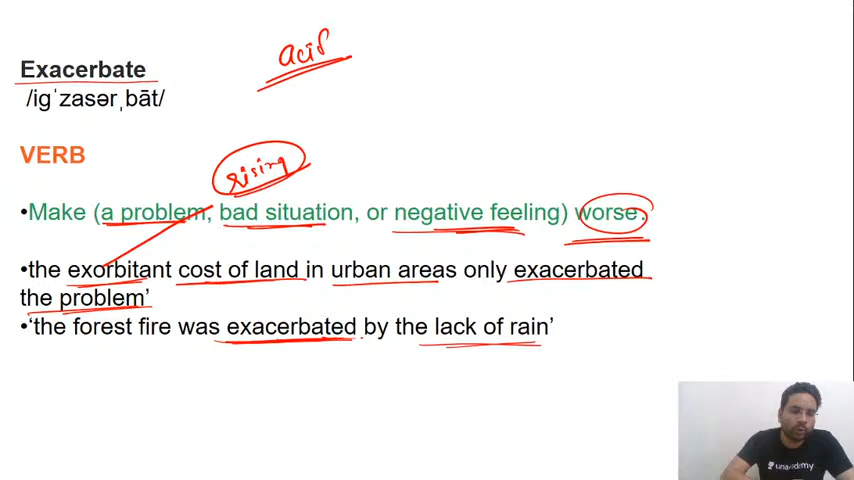 acid
Exacerbate
/igˈzasərˌbāt/
VERB
rising
•Make (a problem, bad situation, or negative feeling) worse.
•the exorbitant cost of land in urban areas only exacerbated
the problem’
•‘the forest fire was exacerbated by the lack of rain’
unacademy